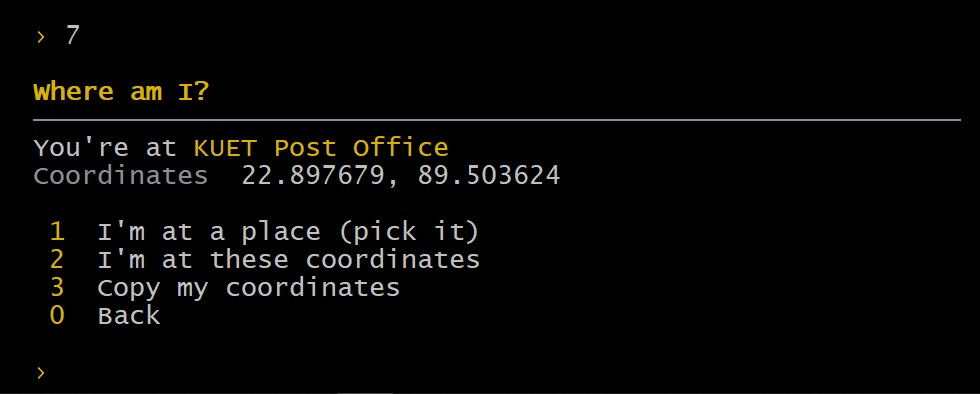 › 7
Where am I?
You're at KUET Post Office
Coordinates 22.897679, 89.503624
1 I'm at a place (pick it)
2 I'm at these coordinates
3 Copy my coordinates
0 Back
›